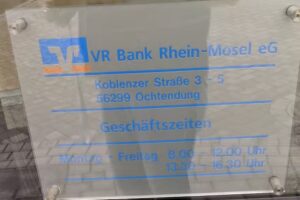 VR Bank Rhein-Mosel eG
Koblenzer Straße 3 - 5
56299 Ochtendung
Geschäftszeiten
Montag - Freitag 8.00 - 12.00 Uhr
13.30 - 16.30 Uhr